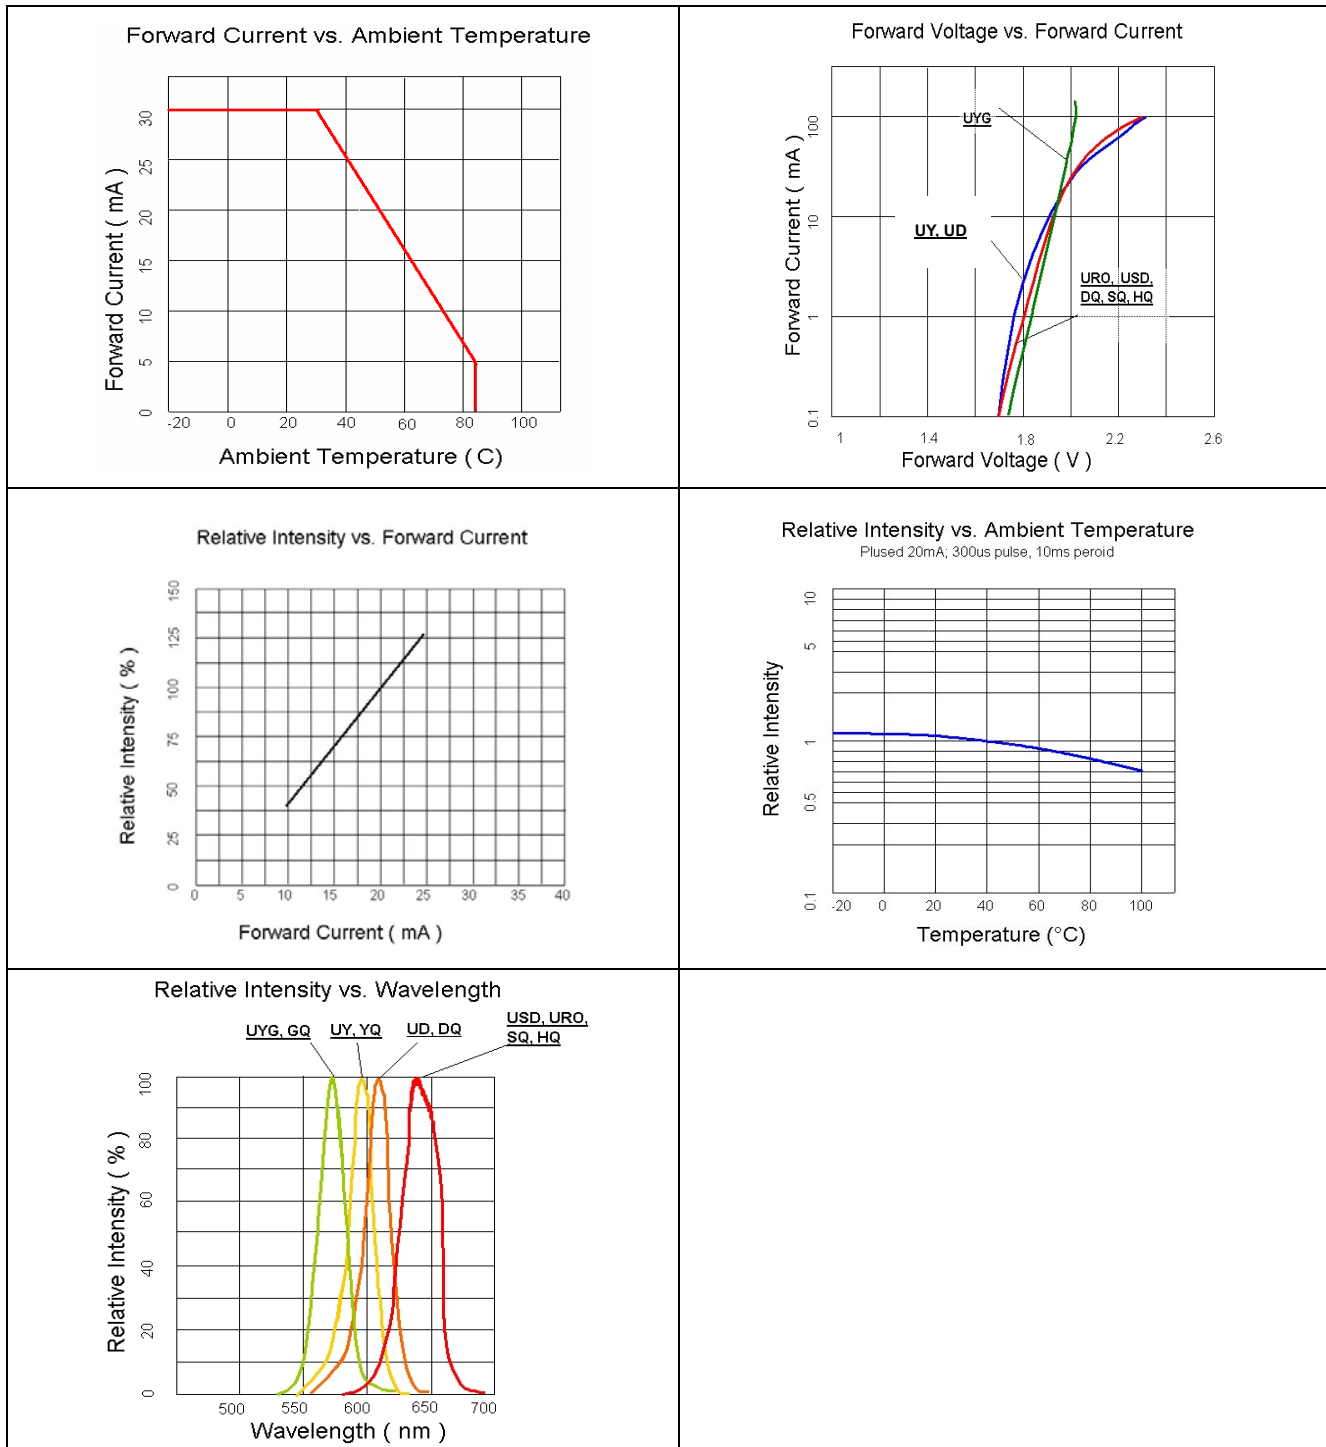 Forward Current vs. Ambient Temperature
Forward Current ( mA )
30
25
20
15
10
5
0
-20 0 20 40 60 80 100
Ambient Temperature ( C)
Forward Voltage vs. Forward Current
Forward Current ( mA )
100
10
1
0.1
UYG
UY, UD
URO, USD,
DQ, SQ, HQ
1 1.4 1.8 2.2 2.6
Forward Voltage ( V )
Relative Intensity vs. Forward Current
Relative Intensity ( % )
150
125
100
75
50
25
0
0 5 10 15 20 25 30 35 40
Forward Current ( mA )
Relative Intensity vs. Ambient Temperature
Plused 20mA; 300us pulse, 10ms peroid
Relative Intensity
10
5
1
0.5
0.1
-20 0 20 40 60 80 100
Temperature (°C)
Relative Intensity vs. Wavelength
UYG, GQ UY, YQ UD, DQ USD, URO,
SQ, HQ
Relative Intensity ( % )
100
80
60
40
20
0
500 550 600 650 700
Wavelength ( nm )